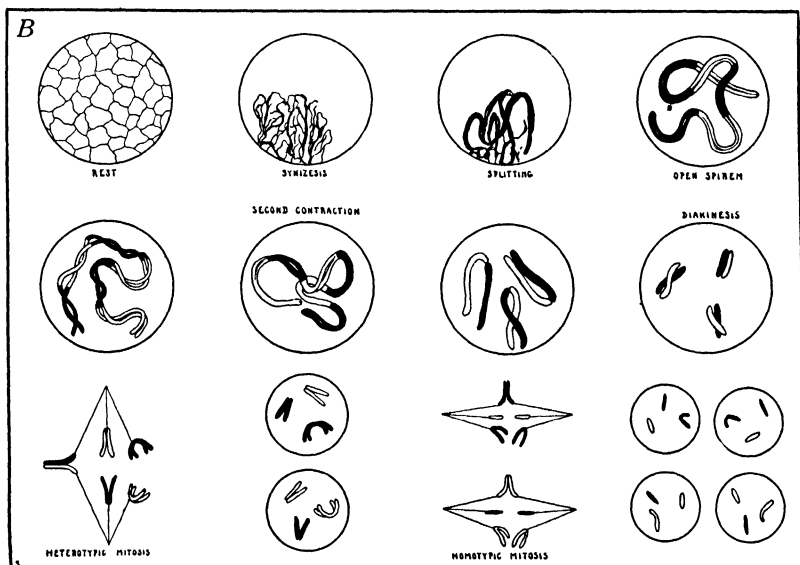 B
REST
SYNIZESIS
SPLITTING
OPEN SPIREM
SECOND CONTRACTION
DIAKINESIS
HETEROTYPIC MITOSIS
HOMOTYPIC MITOSIS